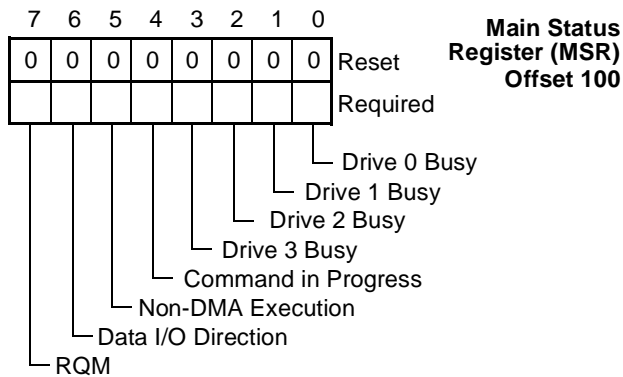 7 6 5 4 3 2 1 0
Main Status
Register (MSR)
Offset 100
0 0 0 0 0 0 0 0 Reset
Required
Drive 0 Busy
Drive 1 Busy
Drive 2 Busy
Drive 3 Busy
Command in Progress
Non-DMA Execution
Data I/O Direction
RQM